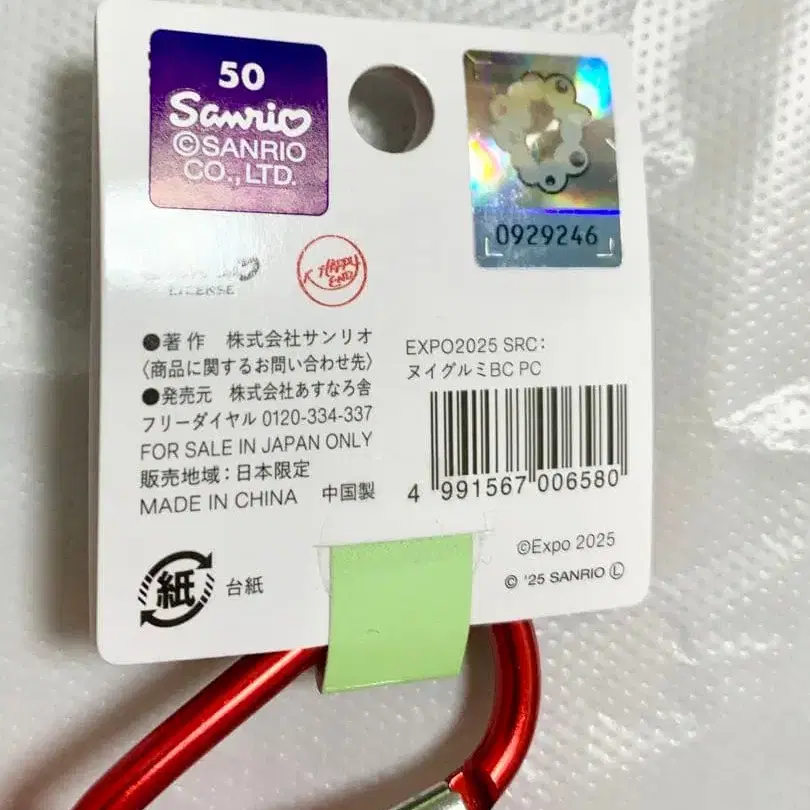 50
Sanrio
©SANRIO
CO., LTD.
0929246
LICENSE
HAPPY
END
●著作　株式会社サンリオ
〈商品に関するお問い合わせ先〉
●発売元　株式会社あすなろ舎
フリーダイヤル 0120-334-337
FOR SALE IN JAPAN ONLY
販売地域：日本限定
MADE IN CHINA　中国製
EXPO2025 SRC：
ヌイグルミBC PC
4 991567 006580
©Expo 2025
© '25 SANRIO Ⓛ
紙 台紙